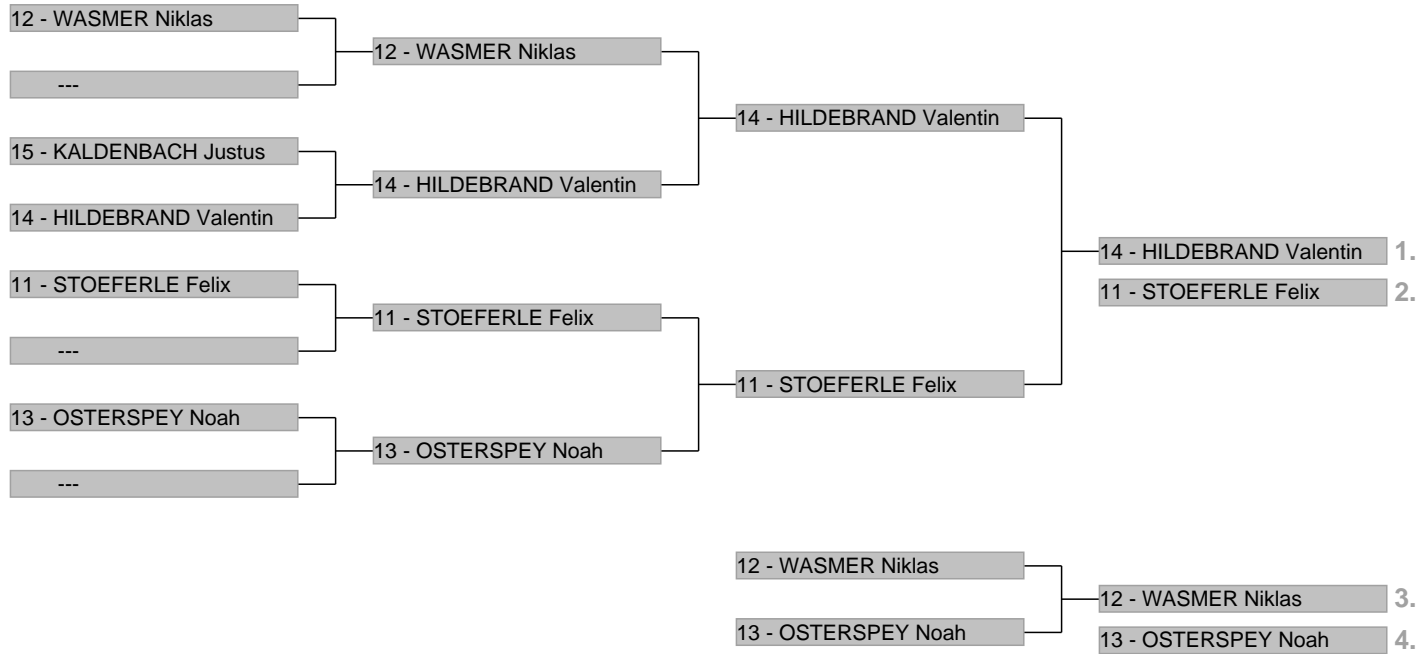 12 - WASMER Niklas
---
15 - KALDENBACH Justus
14 - HILDEBRAND Valentin
11 - STOEFERLE Felix
---
13 - OSTERSPEY Noah
---
12 - WASMER Niklas
14 - HILDEBRAND Valentin
11 - STOEFERLE Felix
13 - OSTERSPEY Noah
14 - HILDEBRAND Valentin
11 - STOEFERLE Felix
14 - HILDEBRAND Valentin 1.
11 - STOEFERLE Felix 2.
12 - WASMER Niklas
13 - OSTERSPEY Noah
12 - WASMER Niklas 3.
13 - OSTERSPEY Noah 4.